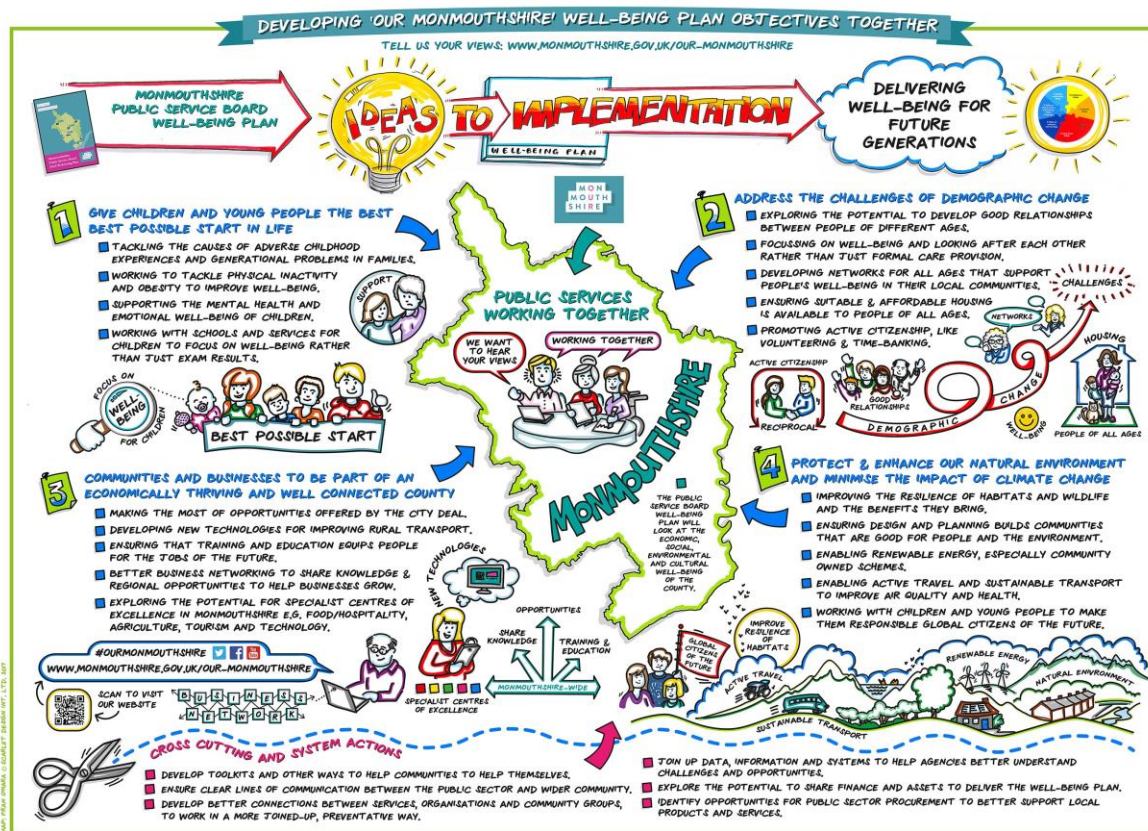 DEVELOPING 'OUR MONMOUTHSHIRE' WELL-BEING PLAN OBJECTIVES TOGETHER
TELL US YOUR VIEWS: WWW.MONMOUTHSHIRE.GOV.UK/OUR-MONMOUTHSHIRE
MONMOUTHSHIRE
PUBLIC SERVICE BOARD
WELL-BEING PLAN
IDEAS TO IMPLEMENTATION
WELL-BEING PLAN
DELIVERING
WELL-BEING FOR
FUTURE
GENERATIONS
MON
MOUTH
SHIRE
1
GIVE CHILDREN AND YOUNG PEOPLE THE BEST
BEST POSSIBLE START IN LIFE
TACKLING THE CAUSES OF ADVERSE CHILDHOOD
EXPERIENCES AND GENERATIONAL PROBLEMS IN FAMILIES.
WORKING TO TACKLE PHYSICAL INACTIVITY
AND OBESITY TO IMPROVE WELL-BEING.
SUPPORTING THE MENTAL HEALTH AND
EMOTIONAL WELL-BEING OF CHILDREN.
WORKING WITH SCHOOLS AND SERVICES FOR
CHILDREN TO FOCUS ON WELL-BEING RATHER
THAN JUST EXAM RESULTS.
SUPPORT
FOCUS ON
WELL-
BEING
FOR CHILDREN
BEST POSSIBLE START
PUBLIC SERVICES
WORKING TOGETHER
WE WANT
TO HEAR
YOUR VIEWS
WORKING TOGETHER
MONMOUTHSHIRE
THE PUBLIC
SERVICE BOARD
WELL-BEING
PLAN WILL
LOOK AT THE
ECONOMIC,
SOCIAL,
ENVIRONMENTAL
AND CULTURAL
WELL-BEING
OF THE
COUNTY.
2
ADDRESS THE CHALLENGES OF DEMOGRAPHIC CHANGE
EXPLORING THE POTENTIAL TO DEVELOP GOOD RELATIONSHIPS
BETWEEN PEOPLE OF DIFFERENT AGES.
FOCUSSING ON WELL-BEING AND LOOKING AFTER EACH OTHER
RATHER THAN JUST FORMAL CARE PROVISION.
DEVELOPING NETWORKS FOR ALL AGES THAT SUPPORT
PEOPLE'S WELL-BEING IN THEIR LOCAL COMMUNITIES.
ENSURING SUITABLE & AFFORDABLE HOUSING
IS AVAILABLE TO PEOPLE OF ALL AGES.
PROMOTING ACTIVE CITIZENSHIP, LIKE
VOLUNTEERING & TIME-BANKING.
CHALLENGES
NETWORKS
HOUSING
ACTIVE CITIZENSHIP
RECIPROCAL
GOOD
RELATIONSHIPS
DEMOGRAPHIC
CHANGE
WELL-BEING
PEOPLE OF ALL AGES
3
COMMUNITIES AND BUSINESSES TO BE PART OF AN
ECONOMICALLY THRIVING AND WELL CONNECTED COUNTY
MAKING THE MOST OF OPPORTUNITIES OFFERED BY THE CITY DEAL.
DEVELOPING NEW TECHNOLOGIES FOR IMPROVING RURAL TRANSPORT.
ENSURING THAT TRAINING AND EDUCATION EQUIPS PEOPLE
FOR THE JOBS OF THE FUTURE.
BETTER BUSINESS NETWORKING TO SHARE KNOWLEDGE &
REGIONAL OPPORTUNITIES TO HELP BUSINESSES GROW.
EXPLORING THE POTENTIAL FOR SPECIALIST CENTRES OF
EXCELLENCE IN MONMOUTHSHIRE E.G. FOOD/HOSPITALITY,
AGRICULTURE, TOURISM AND TECHNOLOGY.
#OURMONMOUTHSHIRE
WWW.MONMOUTHSHIRE.GOV.UK/OUR-MONMOUTHSHIRE
SCAN TO VISIT
OUR WEBSITE
BUSINESS
NETWORK
NEW TECHNOLOGIES
SPECIALIST CENTRES
OF EXCELLENCE
OPPORTUNITIES
SHARE
KNOWLEDGE
TRAINING &
EDUCATION
MONMOUTHSHIRE-WIDE
4
PROTECT & ENHANCE OUR NATURAL ENVIRONMENT
AND MINIMISE THE IMPACT OF CLIMATE CHANGE
IMPROVING THE RESILIENCE OF HABITATS AND WILDLIFE
AND THE BENEFITS THEY BRING.
ENSURING DESIGN AND PLANNING BUILDS COMMUNITIES
THAT ARE GOOD FOR PEOPLE AND THE ENVIRONMENT.
ENABLING RENEWABLE ENERGY, ESPECIALLY COMMUNITY
OWNED SCHEMES.
ENABLING ACTIVE TRAVEL AND SUSTAINABLE TRANSPORT
TO IMPROVE AIR QUALITY AND HEALTH.
WORKING WITH CHILDREN AND YOUNG PEOPLE TO MAKE
THEM RESPONSIBLE GLOBAL CITIZENS OF THE FUTURE.
GLOBAL
CITIZENS
OF THE
FUTURE
IMPROVE
RESILIENCE
OF
HABITATS
ACTIVE TRAVEL
SUSTAINABLE TRANSPORT
RENEWABLE ENERGY
NATURAL ENVIRONMENT
CROSS CUTTING AND SYSTEM ACTIONS
DEVELOP TOOLKITS AND OTHER WAYS TO HELP COMMUNITIES TO HELP THEMSELVES.
ENSURE CLEAR LINES OF COMMUNICATION BETWEEN THE PUBLIC SECTOR AND WIDER COMMUNITY.
DEVELOP BETTER CONNECTIONS BETWEEN SERVICES, ORGANISATIONS AND COMMUNITY GROUPS,
TO WORK IN A MORE JOINED-UP, PREVENTATIVE WAY.
JOIN UP DATA, INFORMATION AND SYSTEMS TO HELP AGENCIES BETTER UNDERSTAND
CHALLENGES AND OPPORTUNITIES.
EXPLORE THE POTENTIAL TO SHARE FINANCE AND ASSETS TO DELIVER THE WELL-BEING PLAN.
IDENTIFY OPPORTUNITIES FOR PUBLIC SECTOR PROCUREMENT TO BETTER SUPPORT LOCAL
PRODUCTS AND SERVICES.